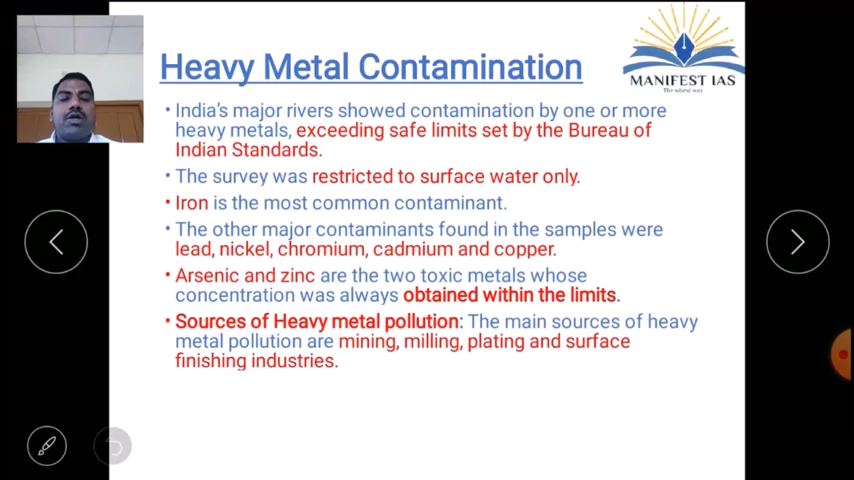 Heavy Metal Contamination
MANIFEST IAS
The wisest way
• India's major rivers showed contamination by one or more
heavy metals, exceeding safe limits set by the Bureau of
Indian Standards.
• The survey was restricted to surface water only.
• Iron is the most common contaminant.
• The other major contaminants found in the samples were
lead, nickel, chromium, cadmium and copper.
• Arsenic and zinc are the two toxic metals whose
concentration was always obtained within the limits.
• Sources of Heavy metal pollution: The main sources of heavy
metal pollution are mining, milling, plating and surface
finishing industries.